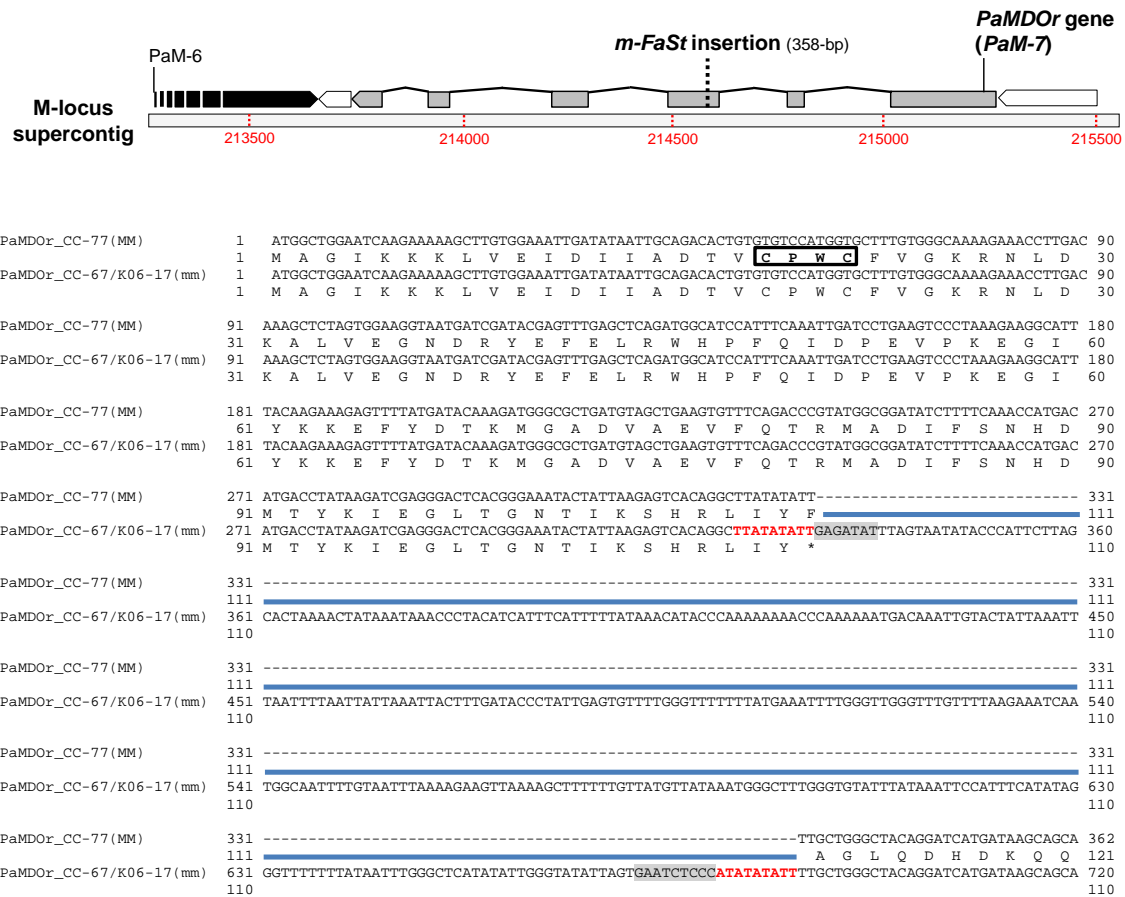 PaMDOr gene
(PaM-7)
m-FaSt insertion (358-bp)
PaM-6
M-locus
supercontig
213500 214000 214500 215000 215500
PaMDOr_CC-77(MM) 1 ATGGCTGGAATCAAGAAAAAGCTTGTGGAAATTGATATAATTGCAGACACTGTGTGTCCATGGTGCTTTGTGGGCAAAAGAAACCTTGAC 90
1 M A G I K K K L V E I D I I A D T V C P W C F V G K R N L D 30
PaMDOr_CC-67/K06-17(mm) 1 ATGGCTGGAATCAAGAAAAAGCTTGTGGAAATTGATATAATTGCAGACACTGTGTGTCCATGGTGCTTTGTGGGCAAAAGAAACCTTGAC 90
1 M A G I K K K L V E I D I I A D T V C P W C F V G K R N L D 30
PaMDOr_CC-77(MM) 91 AAAGCTCTAGTGGAAGGTAATGATCGATACGAGTTTGAGCTCAGATGGCATCCATTTCAAATTGATCCTGAAGTCCCTAAAGAAGGCATT 180
31 K A L V E G N D R Y E F E L R W H P F Q I D P E V P K E G I 60
PaMDOr_CC-67/K06-17(mm) 91 AAAGCTCTAGTGGAAGGTAATGATCGATACGAGTTTGAGCTCAGATGGCATCCATTTCAAATTGATCCTGAAGTCCCTAAAGAAGGCATT 180
31 K A L V E G N D R Y E F E L R W H P F Q I D P E V P K E G I 60
PaMDOr_CC-77(MM) 181 TACAAGAAAGAGTTTTATGATACAAAGATGGGCGCTGATGTAGCTGAAGTGTTTCAGACCCGTATGGCGGATATCTTTTCAAACCATGAC 270
61 Y K K E F Y D T K M G A D V A E V F Q T R M A D I F S N H D 90
PaMDOr_CC-67/K06-17(mm) 181 TACAAGAAAGAGTTTTATGATACAAAGATGGGCGCTGATGTAGCTGAAGTGTTTCAGACCCGTATGGCGGATATCTTTTCAAACCATGAC 270
61 Y K K E F Y D T K M G A D V A E V F Q T R M A D I F S N H D 90
PaMDOr_CC-77(MM) 271 ATGACCTATAAGATCGAGGGACTCACGGGAAATACTATTAAGAGTCACAGGCTTATATATT----------------------------- 331
91 M T Y K I E G L T G N T I K S H R L I Y F 111
PaMDOr_CC-67/K06-17(mm) 271 ATGACCTATAAGATCGAGGGACTCACGGGAAATACTATTAAGAGTCACAGGCTTATATATTGAGATATTTAGTAATATACCCATTCTTAG 360
91 M T Y K I E G L T G N T I K S H R L I Y * 110
PaMDOr_CC-77(MM) 331 ------------------------------------------------------------------------------------------ 331
111 111
PaMDOr_CC-67/K06-17(mm) 361 CACTAAAACTATAAATAAACCCTACATCATTTCATTTTTATAAACATACCCAAAAAAAACCCAAAAAATGACAAATTGTACTATTAAATT 450
110 110
PaMDOr_CC-77(MM) 331 ------------------------------------------------------------------------------------------ 331
111 111
PaMDOr_CC-67/K06-17(mm) 451 TAATTTTAATTATTAAATTACTTTGATACCCTATTGAGTGTTTTGGGTTTTTTTATGAAATTTTGGGTTGGGTTTGTTTTAAGAAATCAA 540
110 110
PaMDOr_CC-77(MM) 331 ------------------------------------------------------------------------------------------ 331
111 111
PaMDOr_CC-67/K06-17(mm) 541 TGGCAATTTTGTAATTTAAAAGAAGTTAAAAGCTTTTTTGTTATGTTATAAATGGGCTTTGGGTGTATTTATAAATTCCATTTCATATAG 630
110 110
PaMDOr_CC-77(MM) 331 -----------------------------------------------------------TTGCTGGGCTACAGGATCATGATAAGCAGCA 362
111 A G L Q D H D K Q Q 121
PaMDOr_CC-67/K06-17(mm) 631 GGTTTTTTTATAATTTGGGCTCATATATTGGGTATATTAGTGAATCTCCCATATATATTTTGCTGGGCTACAGGATCATGATAAGCAGCA 720
110 110